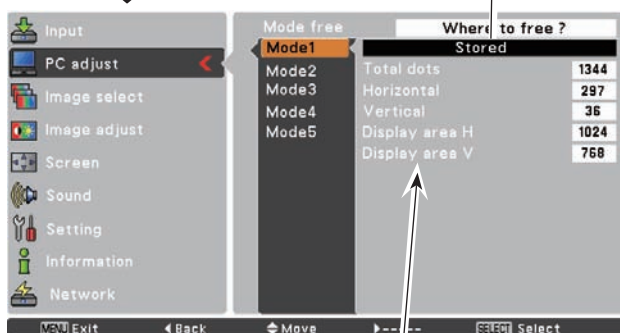 Input
PC adjust
Image select
Image adjust
Screen
Sound
Setting
Information
Network
Mode free
Mode1
Mode2
Mode3
Mode4
Mode5
Where to free ?
Stored
Total dots 1344
Horizontal 297
Vertical 36
Display area H 1024
Display area V 768
MENU Exit Back Move ----- SELECT Select